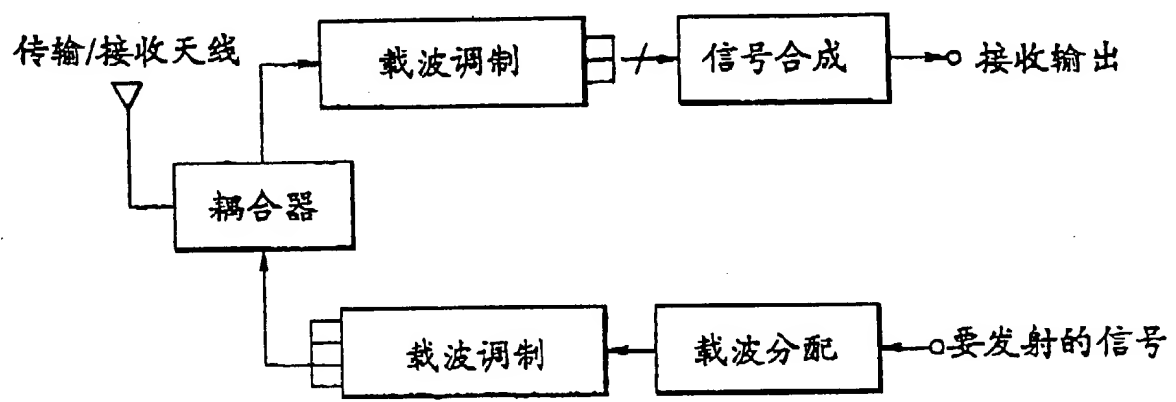 传输/接收天线
载波调制
信号合成
接收输出
耦合器
载波调制
载波分配
要发射的信号